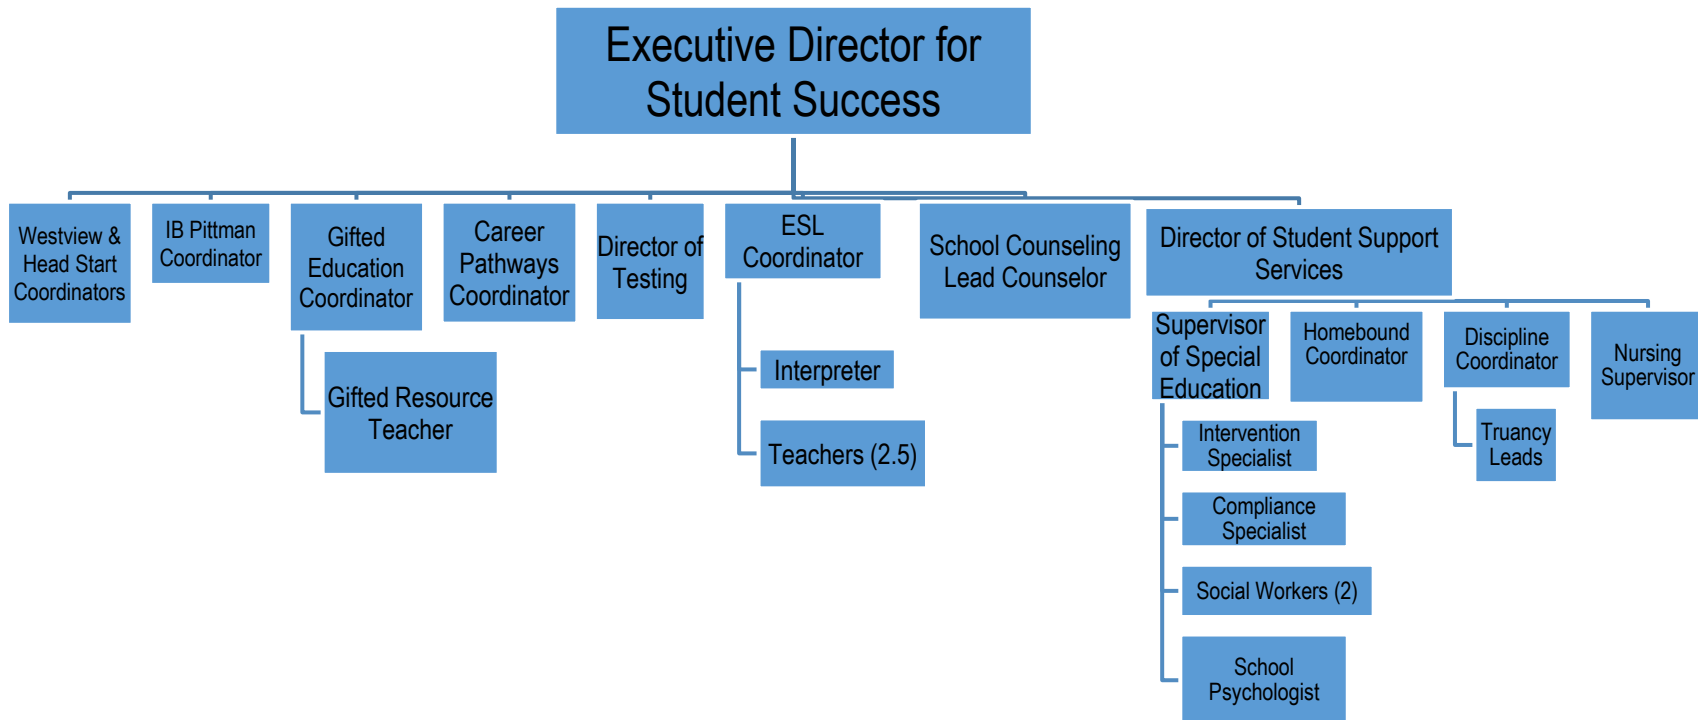 Executive Director for
Student Success
Westview &
Head Start
Coordinators
IB Pittman
Coordinator
Gifted
Education
Coordinator
Career
Pathways
Coordinator
Director of
Testing
ESL
Coordinator
School Counseling
Lead Counselor
Director of Student Support
Services
Gifted Resource
Teacher
Interpreter
Teachers (2.5)
Supervisor
of Special
Education
Homebound
Coordinator
Discipline
Coordinator
Nursing
Supervisor
Intervention
Specialist
Compliance
Specialist
Social Workers (2)
School
Psychologist
Truancy
Leads